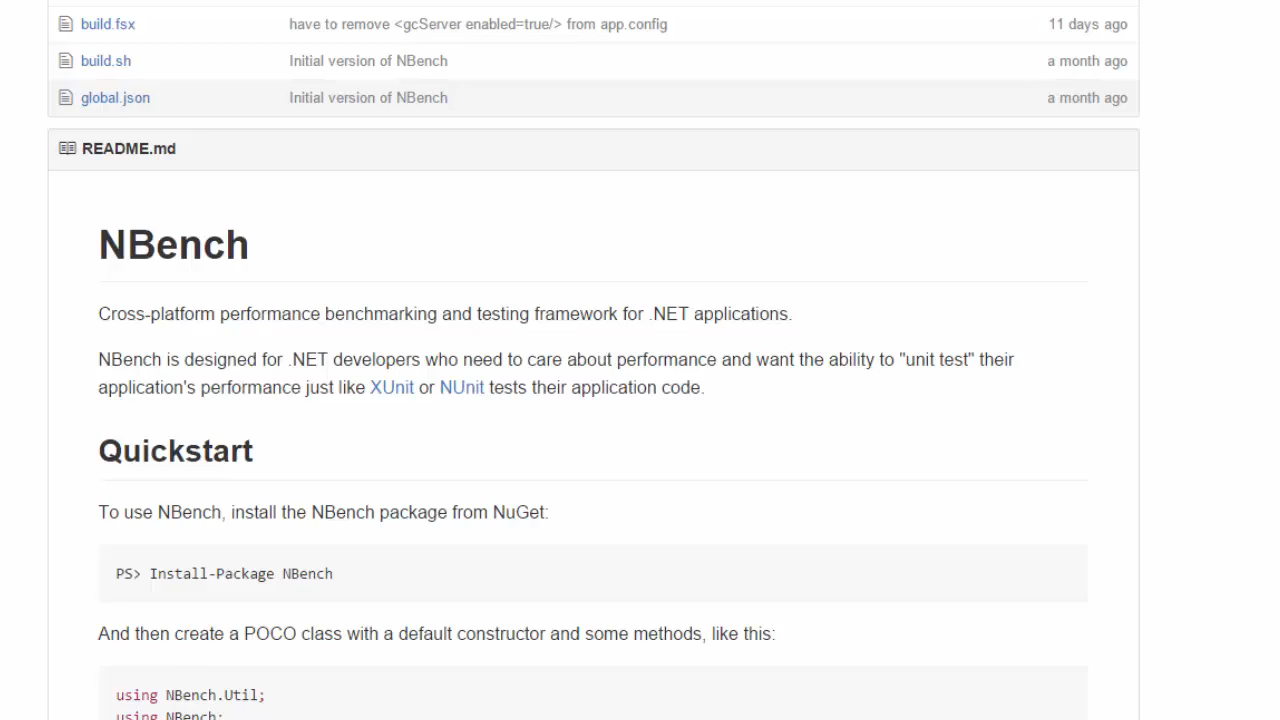 build.fsx have to remove <gcServer enabled=true/> from app.config 11 days ago
build.sh Initial version of NBench a month ago
global.json Initial version of NBench a month ago
README.md
NBench
Cross-platform performance benchmarking and testing framework for .NET applications.
NBench is designed for .NET developers who need to care about performance and want the ability to "unit test" their
application's performance just like XUnit or NUnit tests their application code.
Quickstart
To use NBench, install the NBench package from NuGet:
PS> Install-Package NBench
And then create a POCO class with a default constructor and some methods, like this:
using NBench.Util;
using NBench;